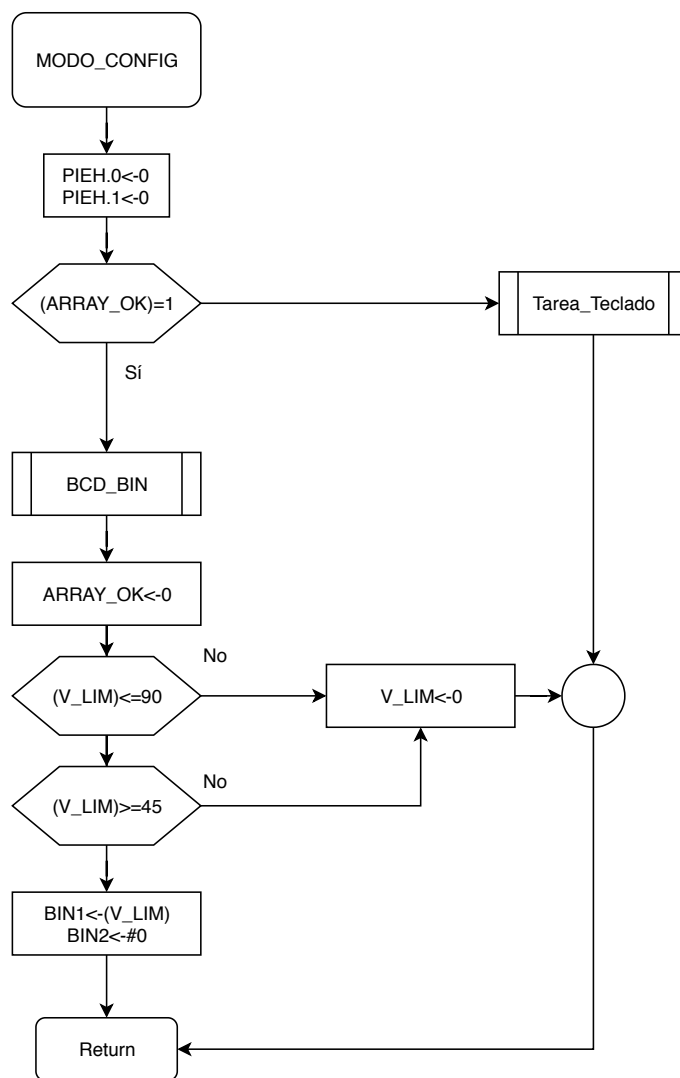 MODO_CONFIG
PIEH.0<-0
PIEH.1<-0
(ARRAY_OK)=1
Tarea_Teclado
Sí
BCD_BIN
ARRAY_OK<-0
No
(V_LIM)<=90
V_LIM<-0
No
(V_LIM)>=45
BIN1<-(V_LIM)
BIN2<-#0
Return